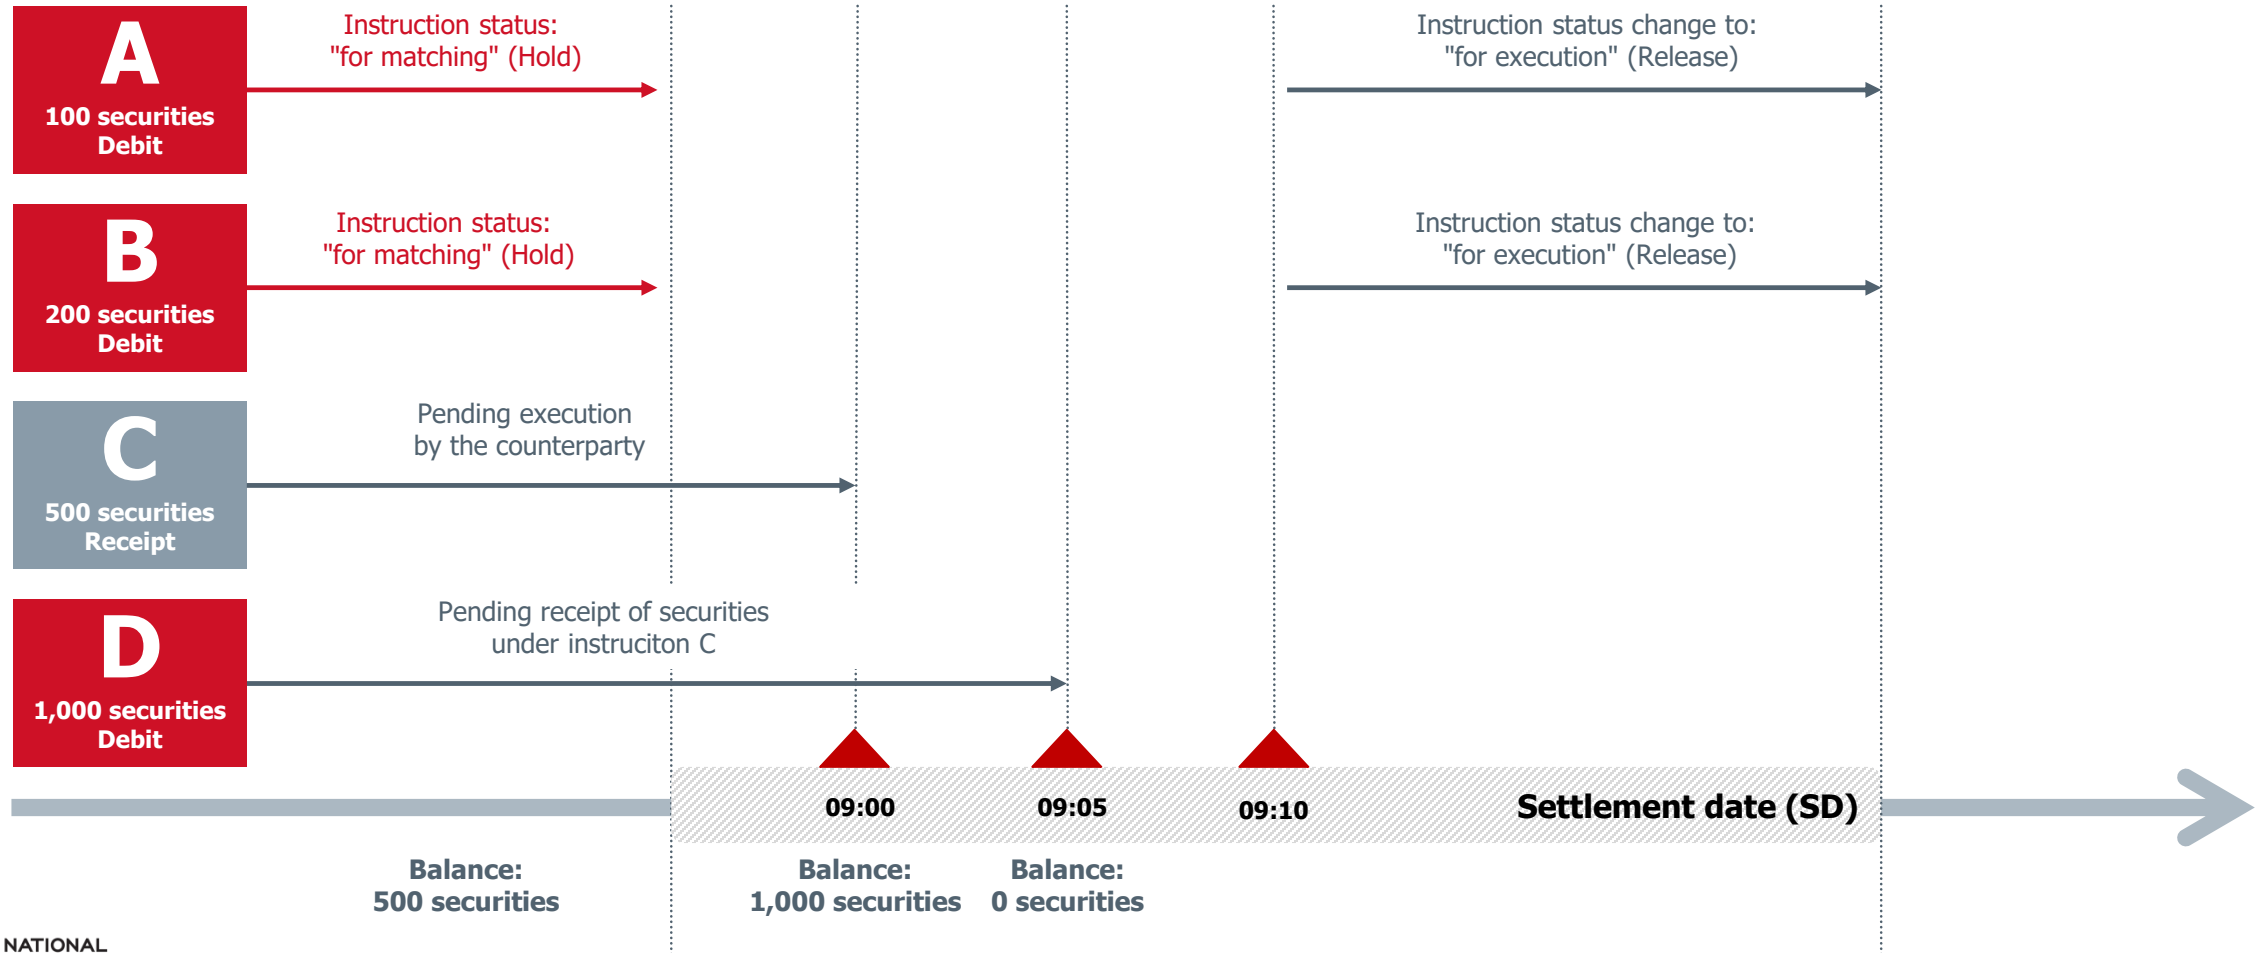 A
100 securities
Debit
Instruction status:
"for matching" (Hold)
Instruction status change to:
"for execution" (Release)
B
200 securities
Debit
Instruction status:
"for matching" (Hold)
Instruction status change to:
"for execution" (Release)
C
500 securities
Receipt
Pending execution
by the counterparty
D
1,000 securities
Debit
Pending receipt of securities
under instruciton C
09:00
09:05
09:10
Settlement date (SD)
Balance:
500 securities
Balance:
1,000 securities
Balance:
0 securities
NATIONAL